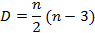 D = n/2 (n − 3)